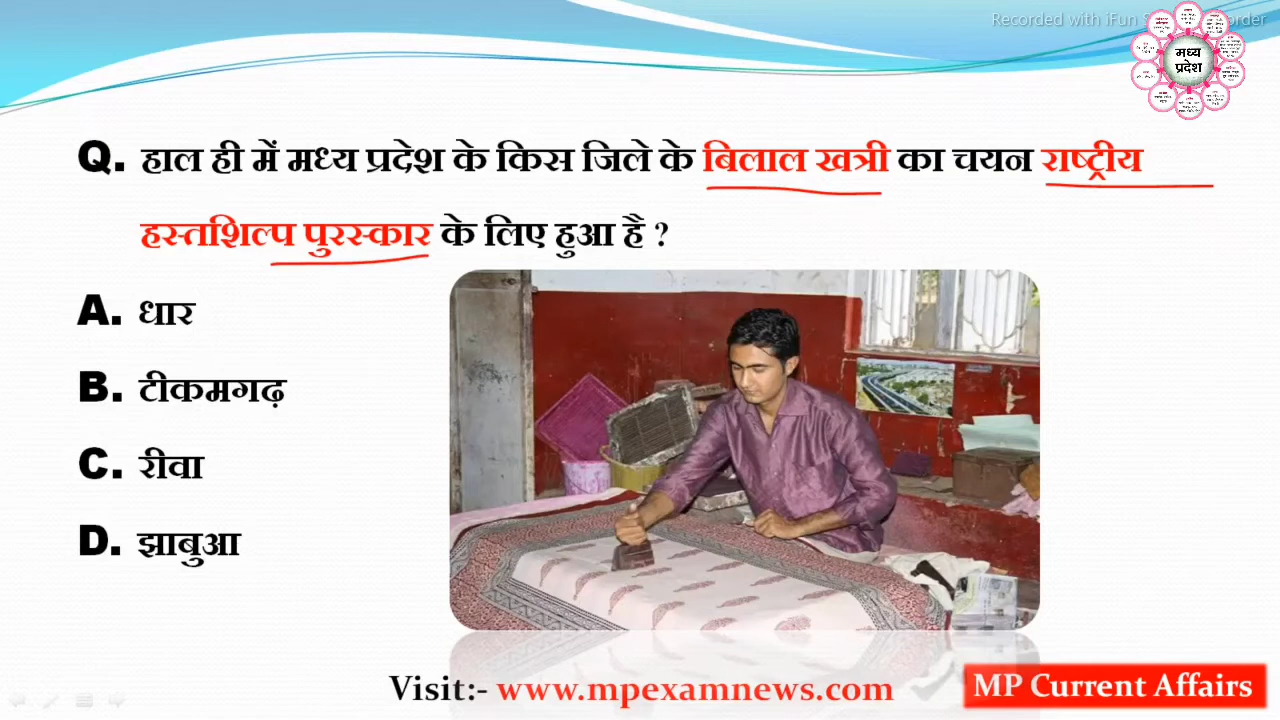 Recorded with iFun S order
मध्य
प्रदेश
Q. हाल ही में मध्य प्रदेश के किस जिले के बिलाल खत्री का चयन राष्ट्रीय
हस्तशिल्प पुरस्कार के लिए हुआ है ?
A. धार
B. टीकमगढ़
C. रीवा
D. झाबुआ
Visit:- www.mpexamnews.com
MP Current Affairs